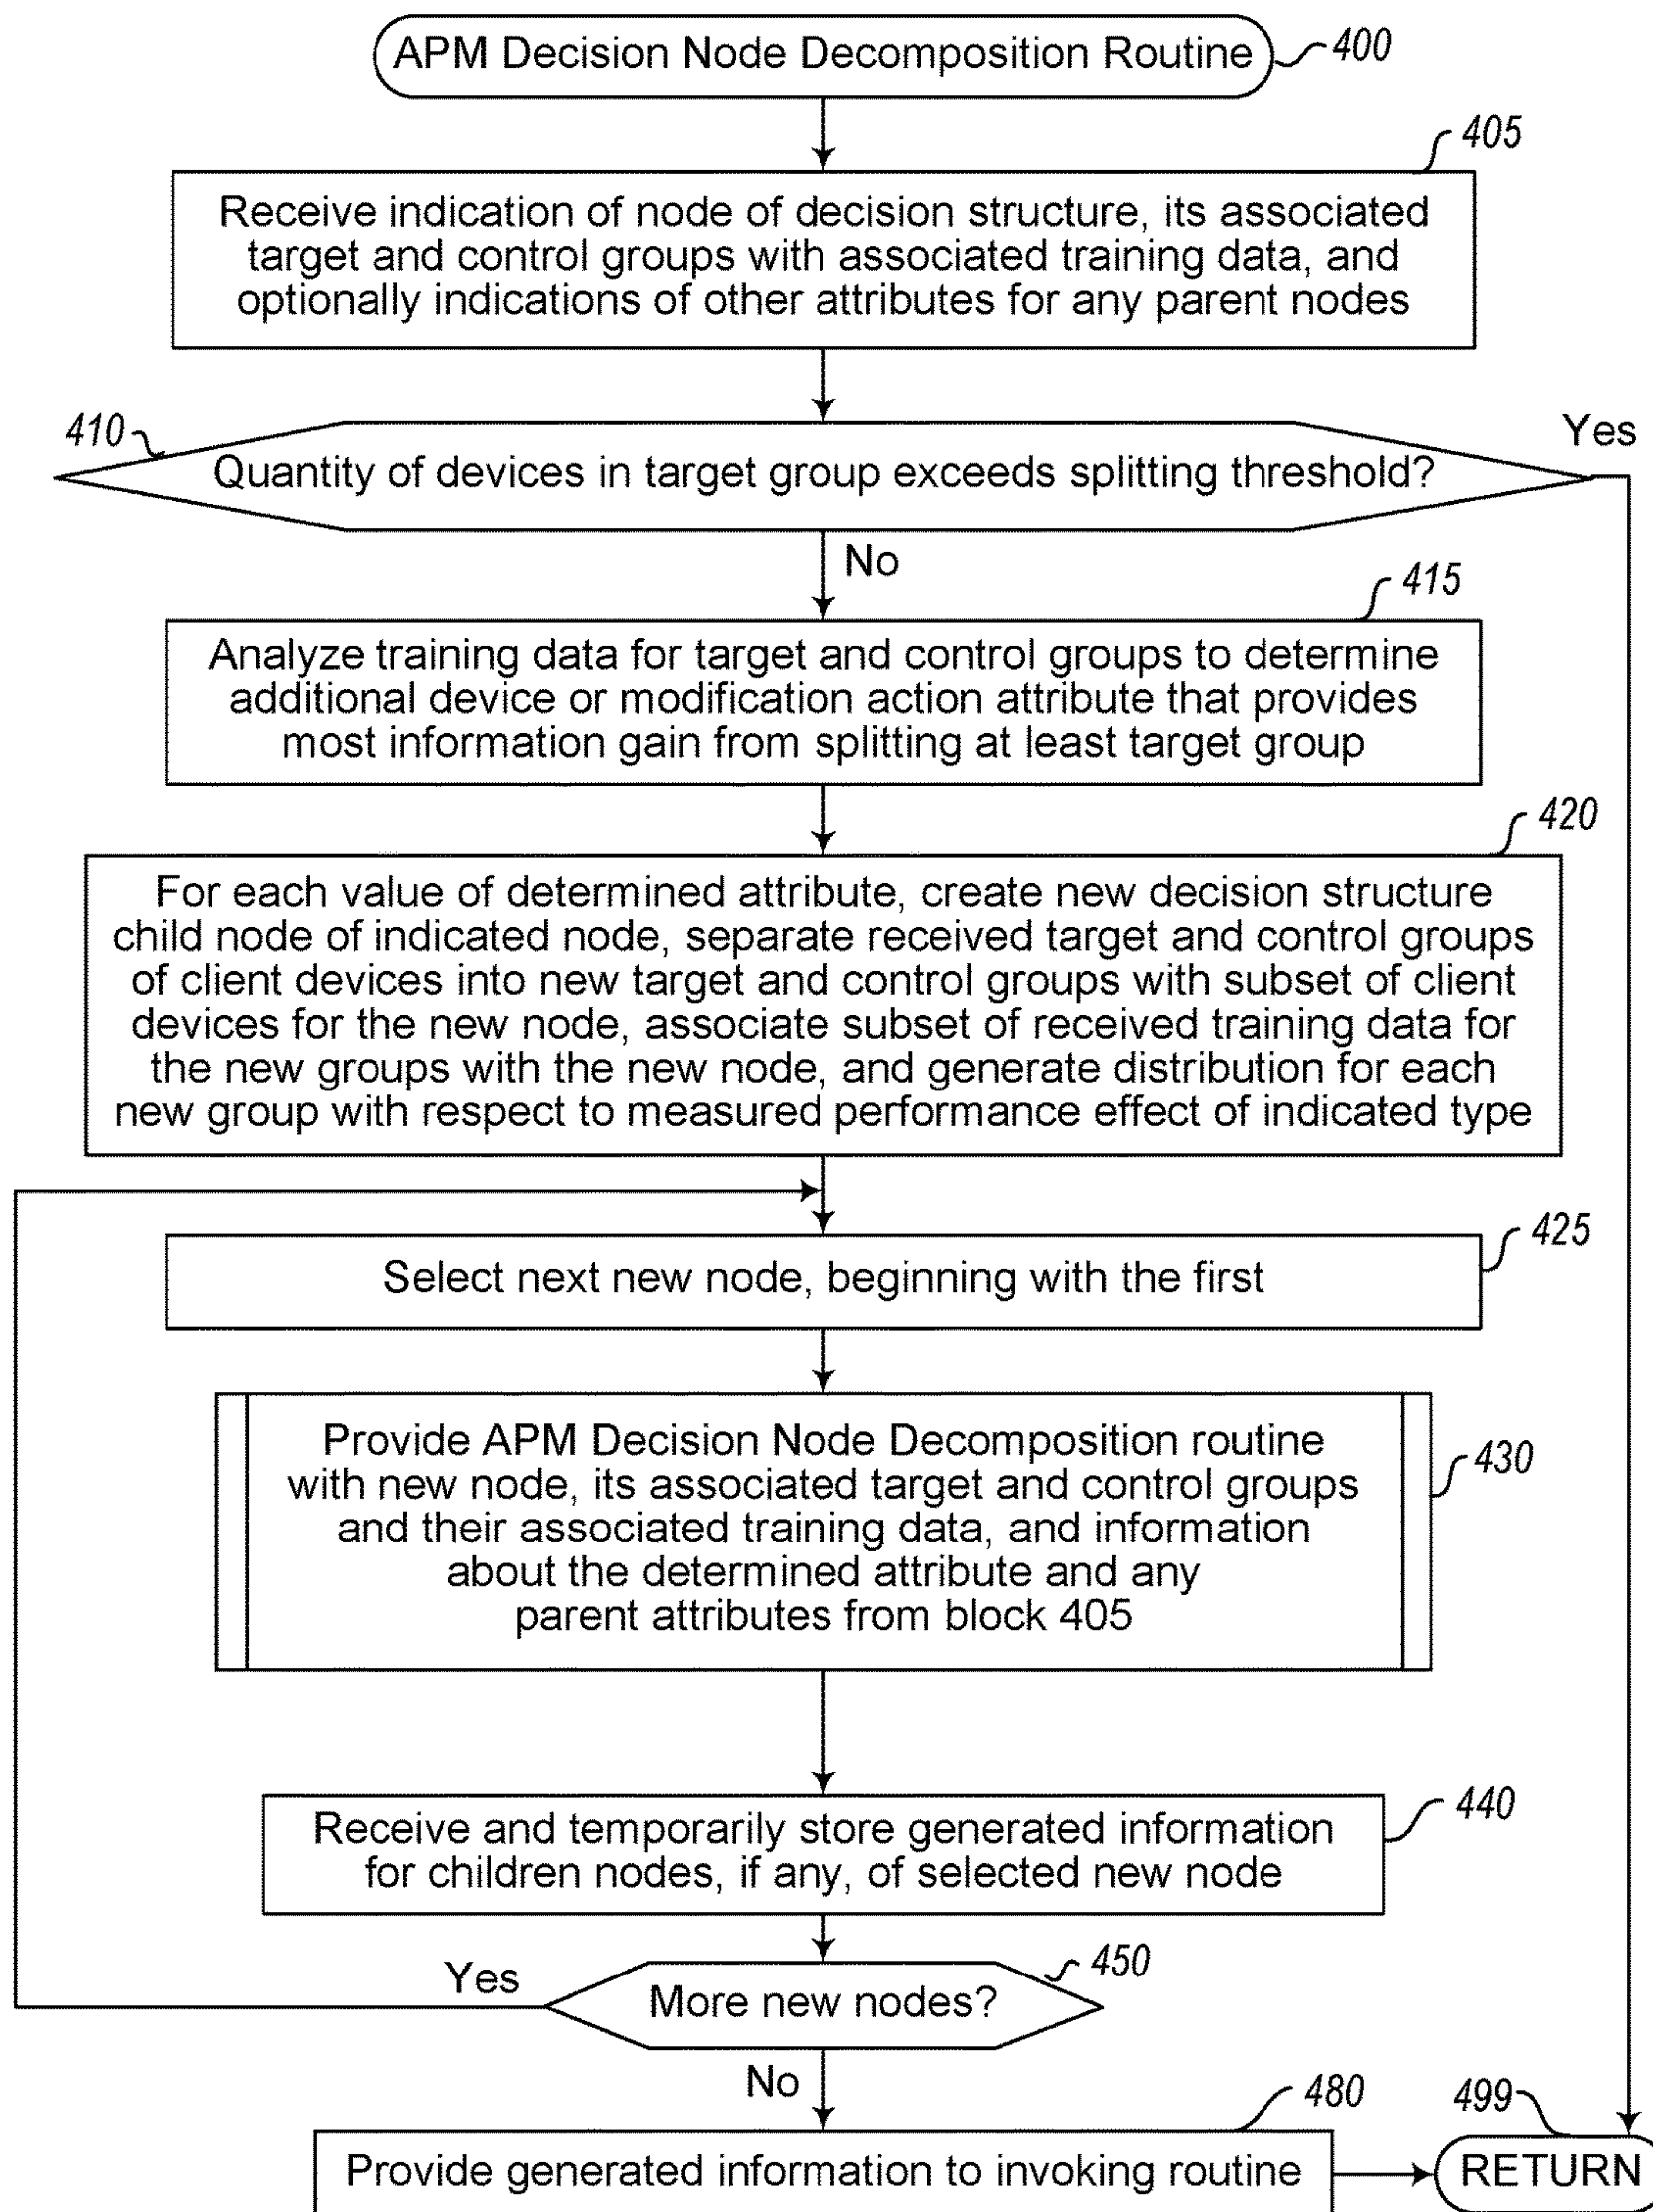 APM Decision Node Decomposition Routine
400
405
Receive indication of node of decision structure, its associated
target and control groups with associated training data, and
optionally indications of other attributes for any parent nodes
410
Yes
Quantity of devices in target group exceeds splitting threshold?
No
415
Analyze training data for target and control groups to determine
additional device or modification action attribute that provides
most information gain from splitting at least target group
420
For each value of determined attribute, create new decision structure
child node of indicated node, separate received target and control groups
of client devices into new target and control groups with subset of client
devices for the new node, associate subset of received training data for
the new groups with the new node, and generate distribution for each
new group with respect to measured performance effect of indicated type
425
Select next new node, beginning with the first
Provide APM Decision Node Decomposition routine
with new node, its associated target and control groups
and their associated training data, and information
about the determined attribute and any
parent attributes from block 405
430
440
Receive and temporarily store generated information
for children nodes, if any, of selected new node
Yes
450
More new nodes?
No
480
499
Provide generated information to invoking routine
RETURN